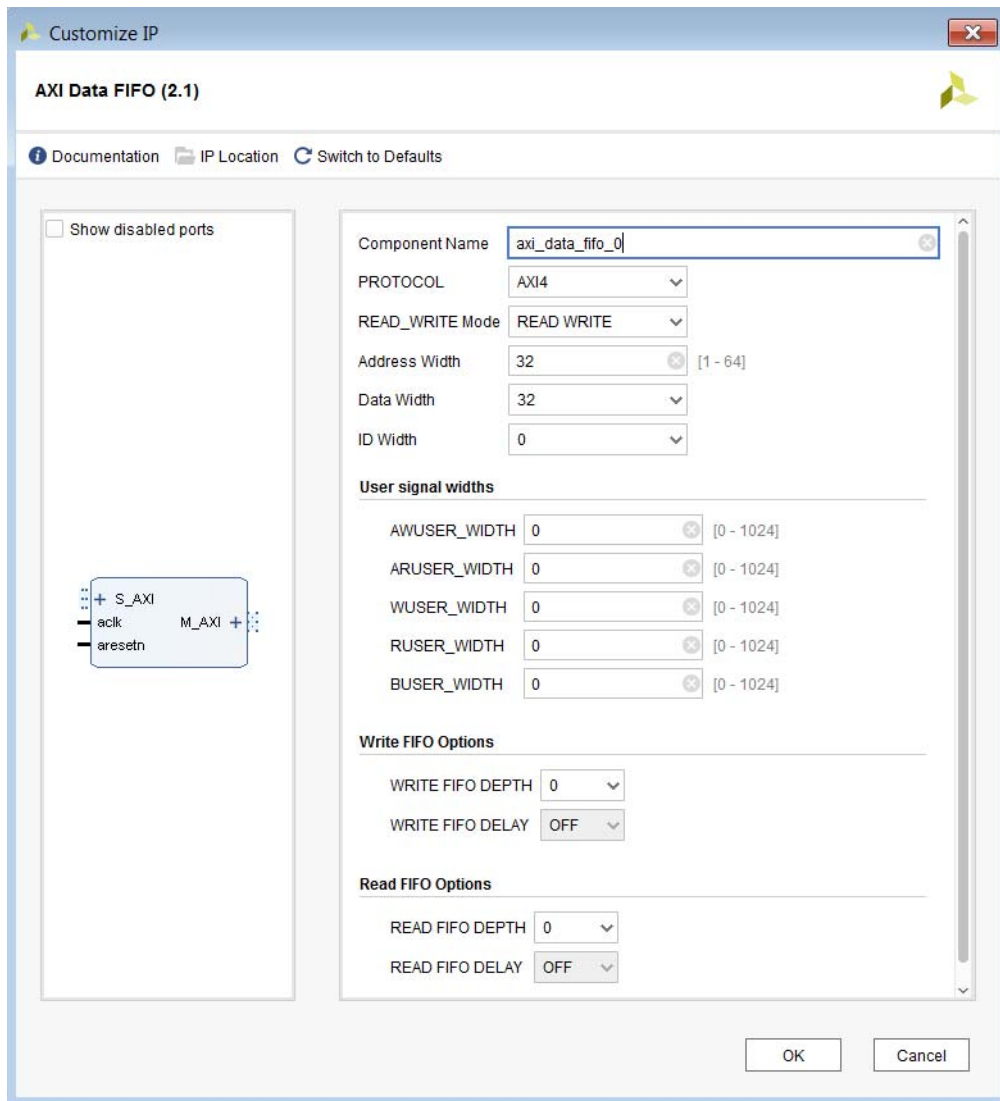 Customize IP
AXI Data FIFO (2.1)
Documentation IP Location Switch to Defaults
Show disabled ports
S_AXI
aclk M_AXI
aresetn
Component Name axi_data_fifo_0
PROTOCOL AXI4
READ_WRITE Mode READ WRITE
Address Width 32 [1 - 64]
Data Width 32
ID Width 0
User signal widths
AWUSER_WIDTH 0 [0 - 1024]
ARUSER_WIDTH 0 [0 - 1024]
WUSER_WIDTH 0 [0 - 1024]
RUSER_WIDTH 0 [0 - 1024]
BUSER_WIDTH 0 [0 - 1024]
Write FIFO Options
WRITE FIFO DEPTH 0
WRITE FIFO DELAY OFF
Read FIFO Options
READ FIFO DEPTH 0
READ FIFO DELAY OFF
OK Cancel